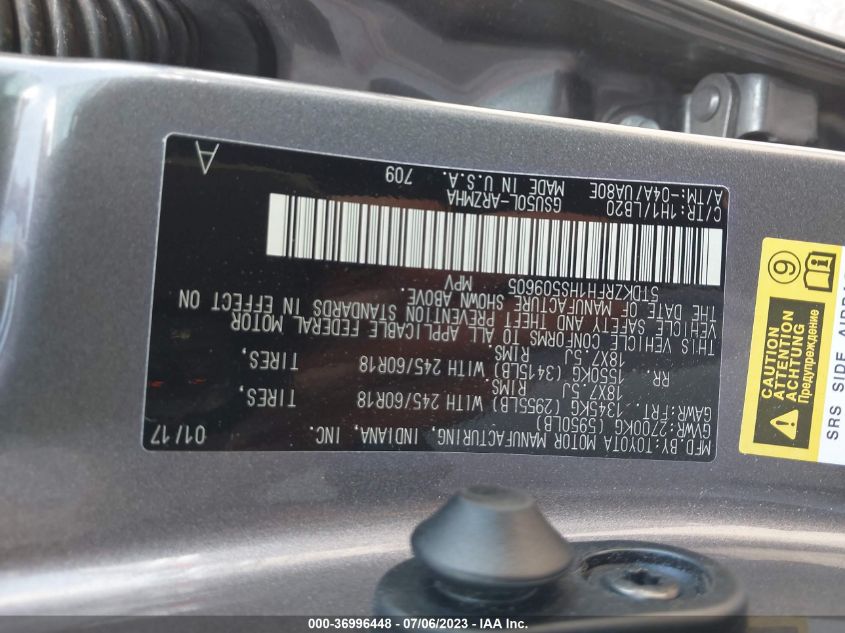 MFD.BY:TOYOTA MOTOR MANUFACTURING, INDIANA, INC. 01/17
GVWR:2700KG(5950LB)
GAWR:FRT. 1345KG(2955LB) WITH 245/60R18 TIRES,
18X7.5J RIMS
RR. 1550KG(3415LB) WITH 245/60R18 TIRES,
18X7.5J RIMS
THIS VEHICLE CONFORMS TO ALL APPLICABLE FEDERAL MOTOR
VEHICLE SAFETY AND THEFT PREVENTION STANDARDS IN EFFECT ON
THE DATE OF MANUFACTURE SHOWN ABOVE.
5TDKZRFH1HS509605 MPV
C/TR:1H1/LB20 GSU50L-ARZMHA
A/TM:-04A/UA80E MADE IN U.S.A. 709
A
CAUTION
ATTENTION
ACHTUNG
Предупреждение
6
SRS SIDE AIRBA
000-36996448 - 07/06/2023 - IAA Inc.